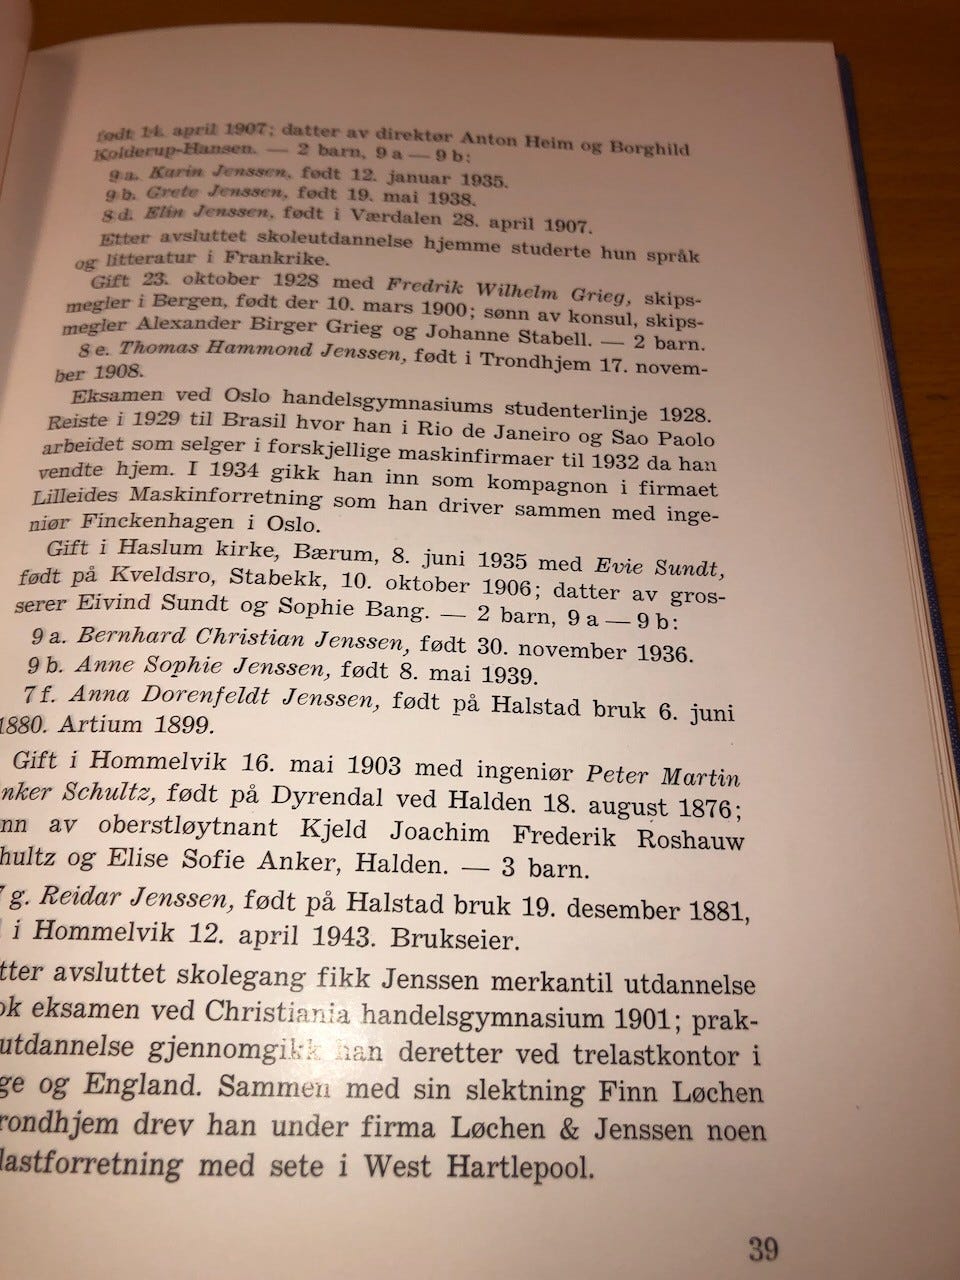 født 14. april 1907; datter av direktør Anton Heim og Borghild
Kolderup-Hansen. — 2 barn, 9 a — 9 b:
9 a. Karin Jenssen, født 12. januar 1935.
9 b. Grete Jenssen, født 19. mai 1938.
8 d. Elin Jenssen, født i Værdalen 28. april 1907.
Etter avsluttet skoleutdannelse hjemme studerte hun språk
og litteratur i Frankrike.
Gift 23. oktober 1928 med Fredrik Wilhelm Grieg, skips-
megler i Bergen, født der 10. mars 1900; sønn av konsul, skips-
megler Alexander Birger Grieg og Johanne Stabell. — 2 barn.
8 e. Thomas Hammond Jenssen, født i Trondhjem 17. novem-
ber 1908.
Eksamen ved Oslo handelsgymnasiums studenterlinje 1928.
Reiste i 1929 til Brasil hvor han i Rio de Janeiro og Sao Paolo
arbeidet som selger i forskjellige maskinfirmaer til 1932 da han
vendte hjem. I 1934 gikk han inn som kompagnon i firmaet
Lilleides Maskinforretning som han driver sammen med inge-
niør Finckenhagen i Oslo.
Gift i Haslum kirke, Bærum, 8. juni 1935 med Evie Sundt,
født på Kveldsro, Stabekk, 10. oktober 1906; datter av gros-
serer Eivind Sundt og Sophie Bang. — 2 barn, 9 a — 9 b:
9 a. Bernhard Christian Jenssen, født 30. november 1936.
9 b. Anne Sophie Jenssen, født 8. mai 1939.
7 f. Anna Dorenfeldt Jenssen, født på Halstad bruk 6. juni
1880. Artium 1899.
Gift i Hommelvik 16. mai 1903 med ingeniør Peter Martin
nker Schultz, født på Dyrendal ved Halden 18. august 1876;
nn av oberstløytnant Kjeld Joachim Frederik Roshauw
hultz og Elise Sofie Anker, Halden. — 3 barn.
7 g. Reidar Jenssen, født på Halstad bruk 19. desember 1881,
i Hommelvik 12. april 1943. Brukseier.
tter avsluttet skolegang fikk Jenssen merkantil utdannelse
ok eksamen ved Christiania handelsgymnasium 1901; prak-
utdannelse gjennomgikk han deretter ved trelastkontor i
ge og England. Sammen med sin slektning Finn Løchen
rondhjem drev han under firma Løchen & Jenssen noen
lastforretning med sete i West Hartlepool.
39